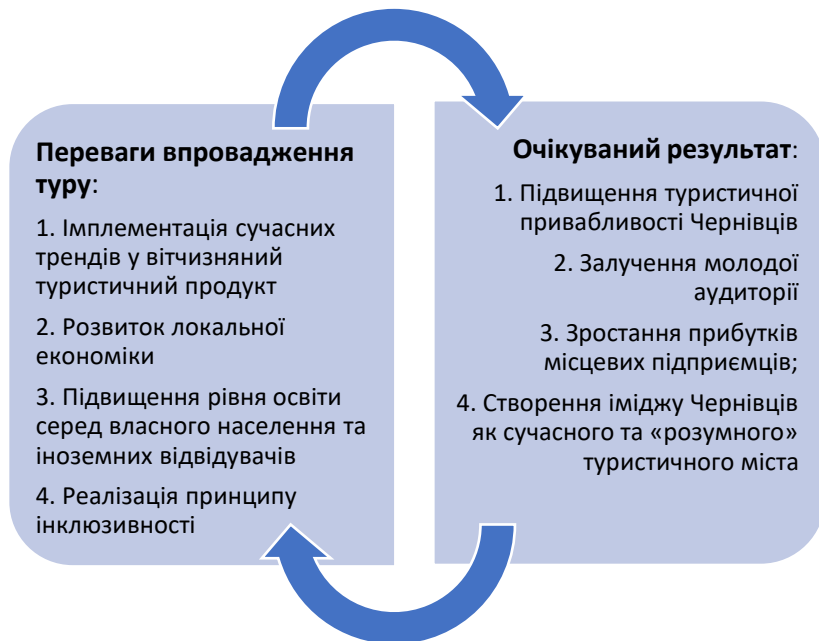 Переваги впровадження
туру:
1. Імплементація сучасних
трендів у вітчизняний
туристичний продукт
2. Розвиток локальної
економіки
3. Підвищення рівня освіти
серед власного населення та
іноземних відвідувачів
4. Реалізація принципу
інклюзивності
Очікуваний результат:
1. Підвищення туристичної
привабливості Чернівців
2. Залучення молодої
аудиторії
3. Зростання прибутків
місцевих підприємців;
4. Створення іміджу Чернівців
як сучасного та «розумного»
туристичного міста